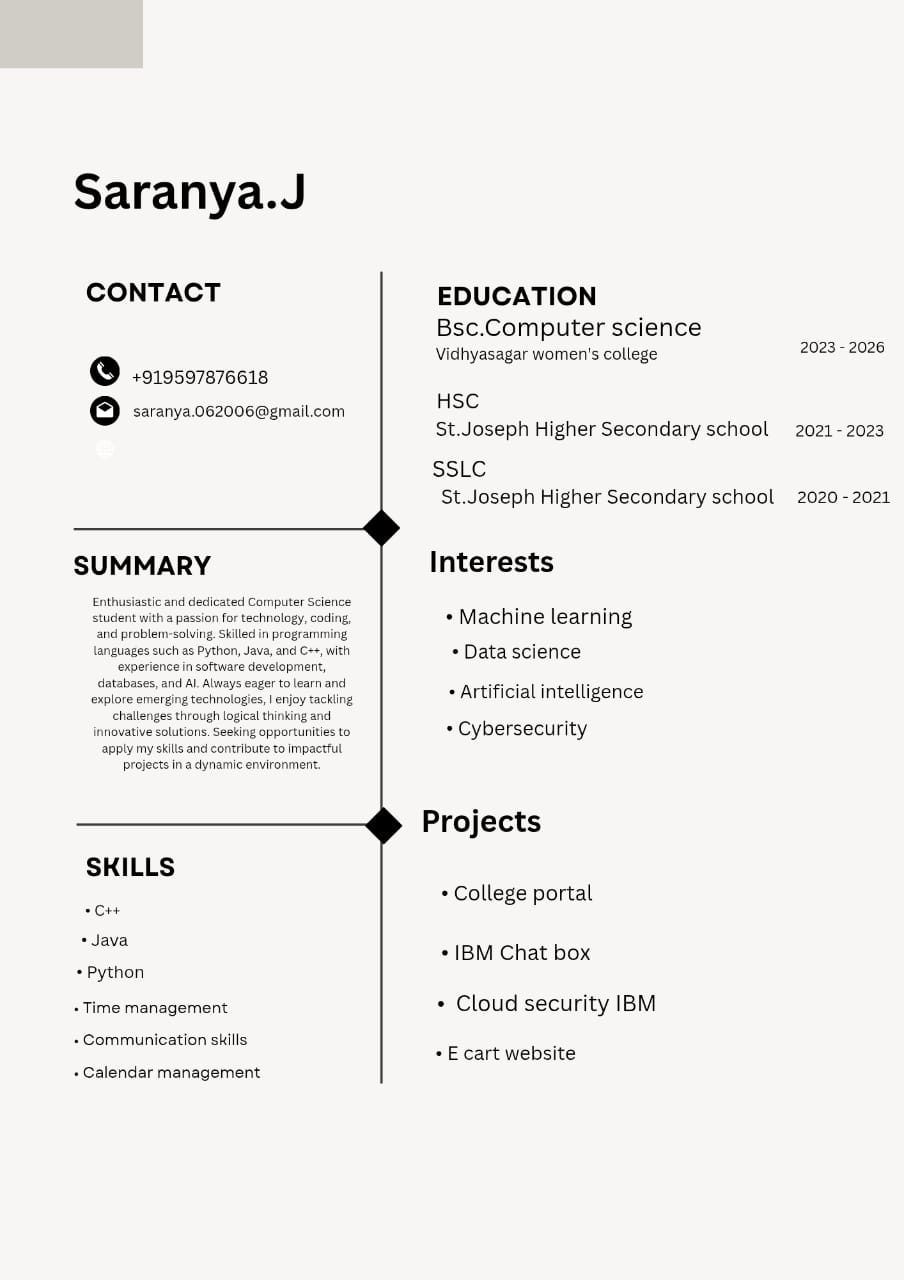 Saranya.J
CONTACT
+919597876618
saranya.062006@gmail.com
SUMMARY
Enthusiastic and dedicated Computer Science
student with a passion for technology, coding,
and problem-solving. Skilled in programming
languages such as Python, Java, and C++, with
experience in software development,
databases, and AI. Always eager to learn and
explore emerging technologies, I enjoy tackling
challenges through logical thinking and
innovative solutions. Seeking opportunities to
apply my skills and contribute to impactful
projects in a dynamic environment.
SKILLS
• C++
• Java
• Python
• Time management
• Communication skills
• Calendar management
EDUCATION
Bsc.Computer science
Vidhyasagar women's college 2023 - 2026
HSC
St.Joseph Higher Secondary school 2021 - 2023
SSLC
St.Joseph Higher Secondary school 2020 - 2021
Interests
• Machine learning
• Data science
• Artificial intelligence
• Cybersecurity
Projects
• College portal
• IBM Chat box
• Cloud security IBM
• E cart website